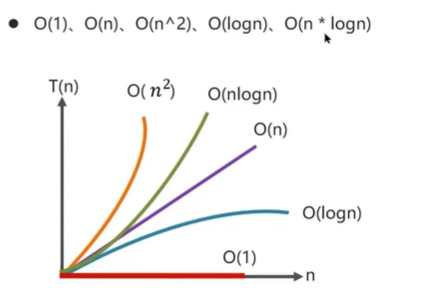 ● O(1)、O(n)、O(n^2)、O(logn)、O(n * logn)
T(n)
O( n²)
O(nlogn)
O(n)
O(logn)
O(1)
n